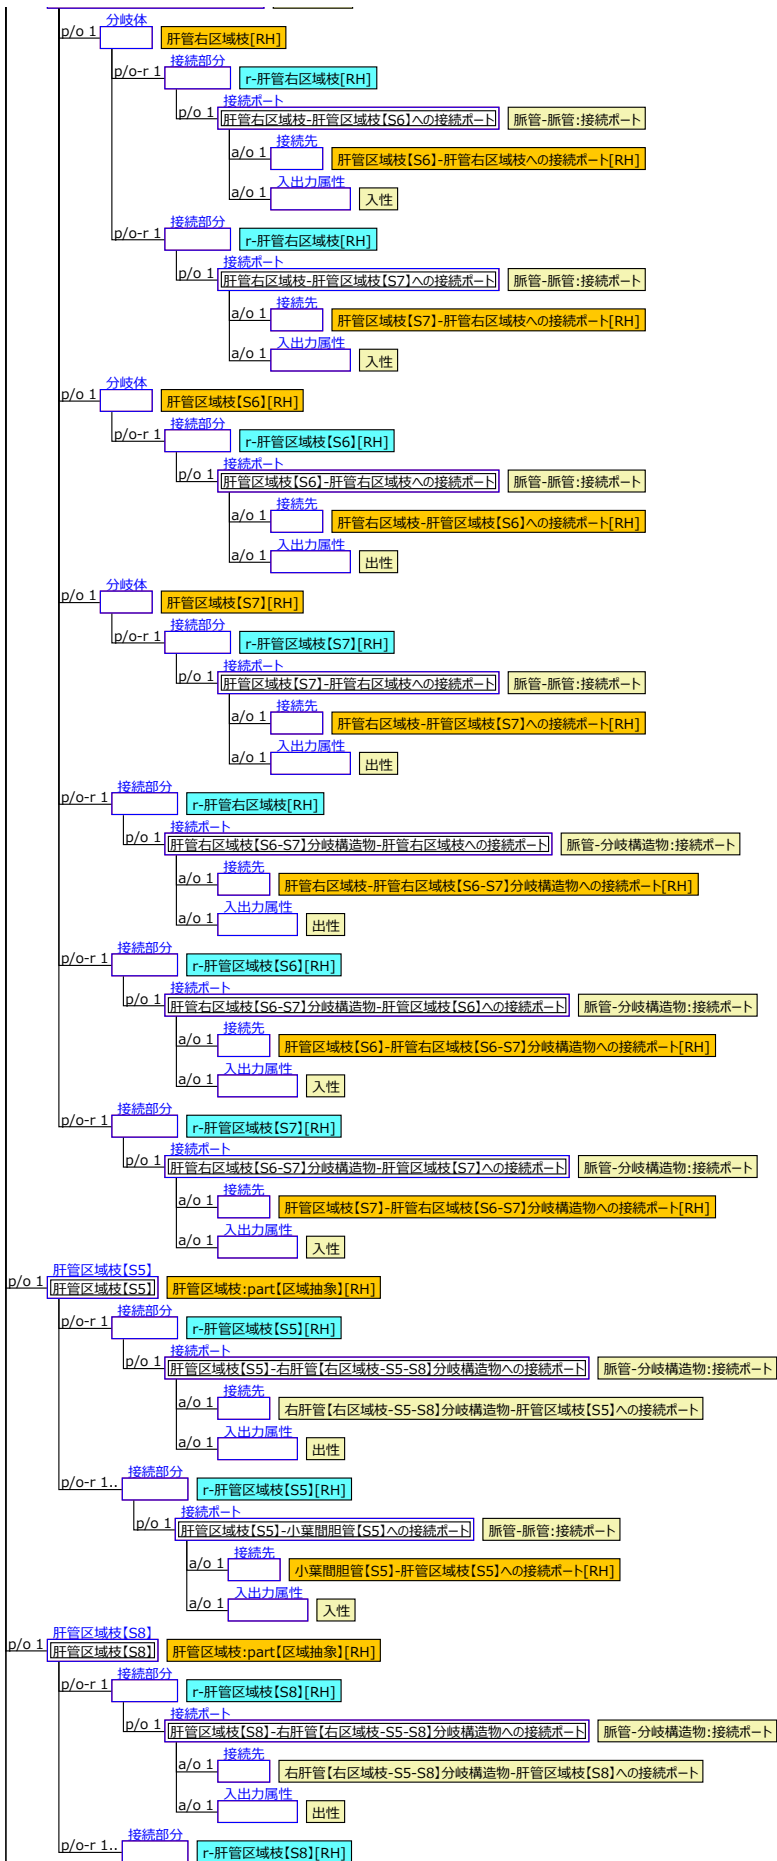 p/o 1 分岐体 肝管右区域枝[RH]
p/o-r 1 接続部分 r-肝管右区域枝[RH]
p/o 1 接続ポート 肝管右区域枝-肝管区域枝【S6】への接続ポート 脈管-脈管:接続ポート
a/o 1 接続先 肝管区域枝【S6】-肝管右区域枝への接続ポート[RH]
a/o 1 入出力属性 入性
p/o-r 1 接続部分 r-肝管右区域枝[RH]
p/o 1 接続ポート 肝管右区域枝-肝管区域枝【S7】への接続ポート 脈管-脈管:接続ポート
a/o 1 接続先 肝管区域枝【S7】-肝管右区域枝への接続ポート[RH]
a/o 1 入出力属性 入性
p/o 1 分岐体 肝管区域枝【S6】[RH]
p/o-r 1 接続部分 r-肝管区域枝【S6】[RH]
p/o 1 接続ポート 肝管区域枝【S6】-肝管右区域枝への接続ポート 脈管-脈管:接続ポート
a/o 1 接続先 肝管右区域枝-肝管区域枝【S6】への接続ポート[RH]
a/o 1 入出力属性 出性
p/o 1 分岐体 肝管区域枝【S7】[RH]
p/o-r 1 接続部分 r-肝管区域枝【S7】[RH]
p/o 1 接続ポート 肝管区域枝【S7】-肝管右区域枝への接続ポート 脈管-脈管:接続ポート
a/o 1 接続先 肝管右区域枝-肝管区域枝【S7】への接続ポート[RH]
a/o 1 入出力属性 出性
p/o-r 1 接続部分 r-肝管右区域枝[RH]
p/o 1 接続ポート 肝管右区域枝【S6-S7】分岐構造物-肝管右区域枝への接続ポート 脈管-分岐構造物:接続ポート
a/o 1 接続先 肝管右区域枝-肝管右区域枝【S6-S7】分岐構造物への接続ポート[RH]
a/o 1 入出力属性 出性
p/o-r 1 接続部分 r-肝管区域枝【S6】[RH]
p/o 1 接続ポート 肝管右区域枝【S6-S7】分岐構造物-肝管区域枝【S6】への接続ポート 脈管-分岐構造物:接続ポート
a/o 1 接続先 肝管区域枝【S6】-肝管右区域枝【S6-S7】分岐構造物への接続ポート[RH]
a/o 1 入出力属性 入性
p/o-r 1 接続部分 r-肝管区域枝【S7】[RH]
p/o 1 接続ポート 肝管右区域枝【S6-S7】分岐構造物-肝管区域枝【S7】への接続ポート 脈管-分岐構造物:接続ポート
a/o 1 接続先 肝管区域枝【S7】-肝管右区域枝【S6-S7】分岐構造物への接続ポート[RH]
a/o 1 入出力属性 入性
p/o 1 肝管区域枝【S5】 肝管区域枝【S5】 肝管区域枝:part【区域抽象】[RH]
p/o-r 1 接続部分 r-肝管区域枝【S5】[RH]
p/o 1 接続ポート 肝管区域枝【S5】-右肝管【右区域枝-S5-S8】分岐構造物への接続ポート 脈管-分岐構造物:接続ポート
a/o 1 接続先 右肝管【右区域枝-S5-S8】分岐構造物-肝管区域枝【S5】への接続ポート
a/o 1 入出力属性 出性
p/o-r 1.. 接続部分 r-肝管区域枝【S5】[RH]
p/o 1 接続ポート 肝管区域枝【S5】-小葉間胆管【S5】への接続ポート 脈管-脈管:接続ポート
a/o 1 接続先 小葉間胆管【S5】-肝管区域枝【S5】への接続ポート[RH]
a/o 1 入出力属性 入性
p/o 1 肝管区域枝【S8】 肝管区域枝【S8】 肝管区域枝:part【区域抽象】[RH]
p/o-r 1 接続部分 r-肝管区域枝【S8】[RH]
p/o 1 接続ポート 肝管区域枝【S8】-右肝管【右区域枝-S5-S8】分岐構造物への接続ポート 脈管-分岐構造物:接続ポート
a/o 1 接続先 右肝管【右区域枝-S5-S8】分岐構造物-肝管区域枝【S8】への接続ポート
a/o 1 入出力属性 出性
p/o-r 1.. 接続部分 r-肝管区域枝【S8】[RH]